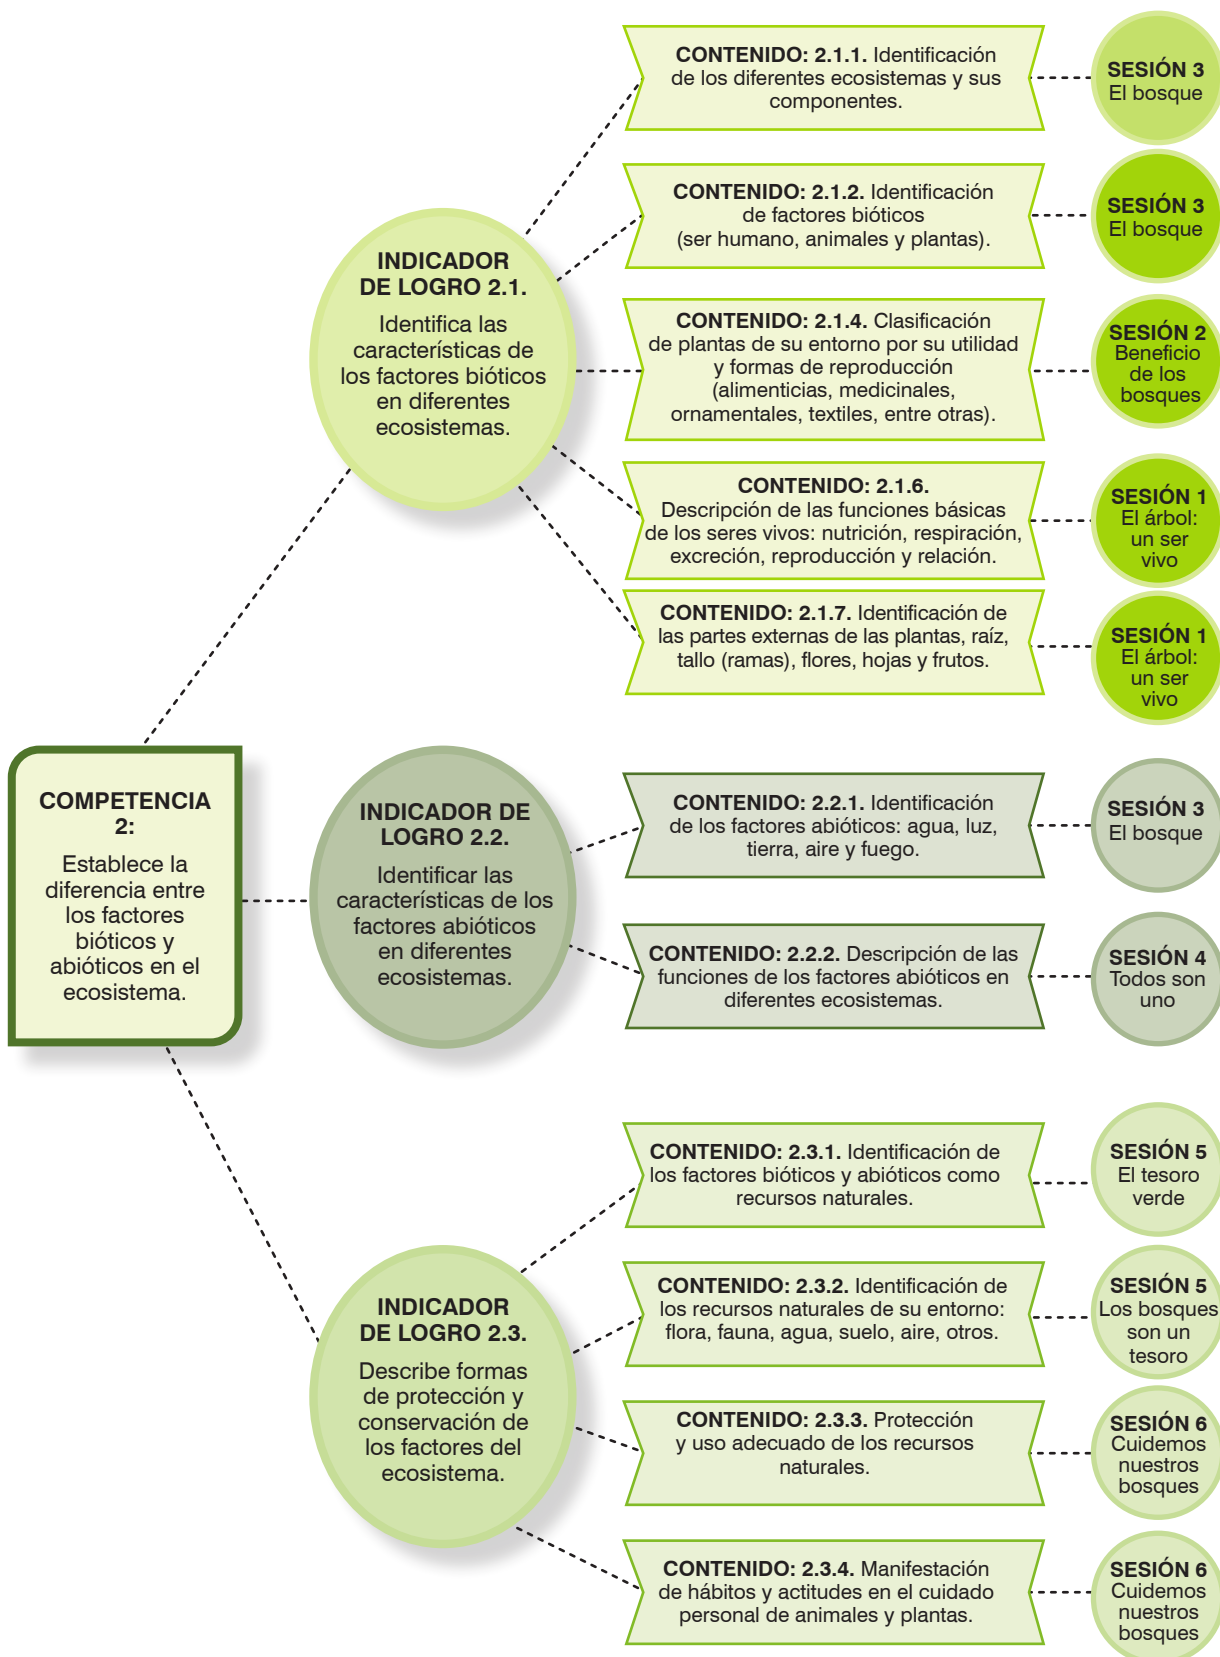 COMPETENCIA
2:
Establece la
diferencia entre
los factores
bióticos y
abióticos en el
ecosistema.
INDICADOR
DE LOGRO 2.1.
Identifica las
características de
los factores bióticos
en diferentes
ecosistemas.
CONTENIDO: 2.1.1. Identificación
de los diferentes ecosistemas y sus
componentes.
SESIÓN 3
El bosque
CONTENIDO: 2.1.2. Identificación
de factores bióticos
(ser humano, animales y plantas).
SESIÓN 3
El bosque
CONTENIDO: 2.1.4. Clasificación
de plantas de su entorno por su utilidad
y formas de reproducción
(alimenticias, medicinales,
ornamentales, textiles, entre otras).
SESIÓN 2
Beneficio
de los
bosques
CONTENIDO: 2.1.6.
Descripción de las funciones básicas
de los seres vivos: nutrición, respiración,
excreción, reproducción y relación.
SESIÓN 1
El árbol:
un ser
vivo
CONTENIDO: 2.1.7. Identificación de
las partes externas de las plantas, raíz,
tallo (ramas), flores, hojas y frutos.
SESIÓN 1
El árbol:
un ser
vivo
INDICADOR DE
LOGRO 2.2.
Identificar las
características de los
factores abióticos
en diferentes
ecosistemas.
CONTENIDO: 2.2.1. Identificación
de los factores abióticos: agua, luz,
tierra, aire y fuego.
SESIÓN 3
El bosque
CONTENIDO: 2.2.2. Descripción de las
funciones de los factores abióticos en
diferentes ecosistemas.
SESIÓN 4
Todos son
uno
INDICADOR
DE LOGRO 2.3.
Describe formas
de protección y
conservación de
los factores del
ecosistema.
CONTENIDO: 2.3.1. Identificación de
los factores bióticos y abióticos como
recursos naturales.
SESIÓN 5
El tesoro
verde
CONTENIDO: 2.3.2. Identificación de
los recursos naturales de su entorno:
flora, fauna, agua, suelo, aire, otros.
SESIÓN 5
Los bosques
son un
tesoro
CONTENIDO: 2.3.3. Protección
y uso adecuado de los recursos
naturales.
SESIÓN 6
Cuidemos
nuestros
bosques
CONTENIDO: 2.3.4. Manifestación
de hábitos y actitudes en el cuidado
personal de animales y plantas.
SESIÓN 6
Cuidemos
nuestros
bosques